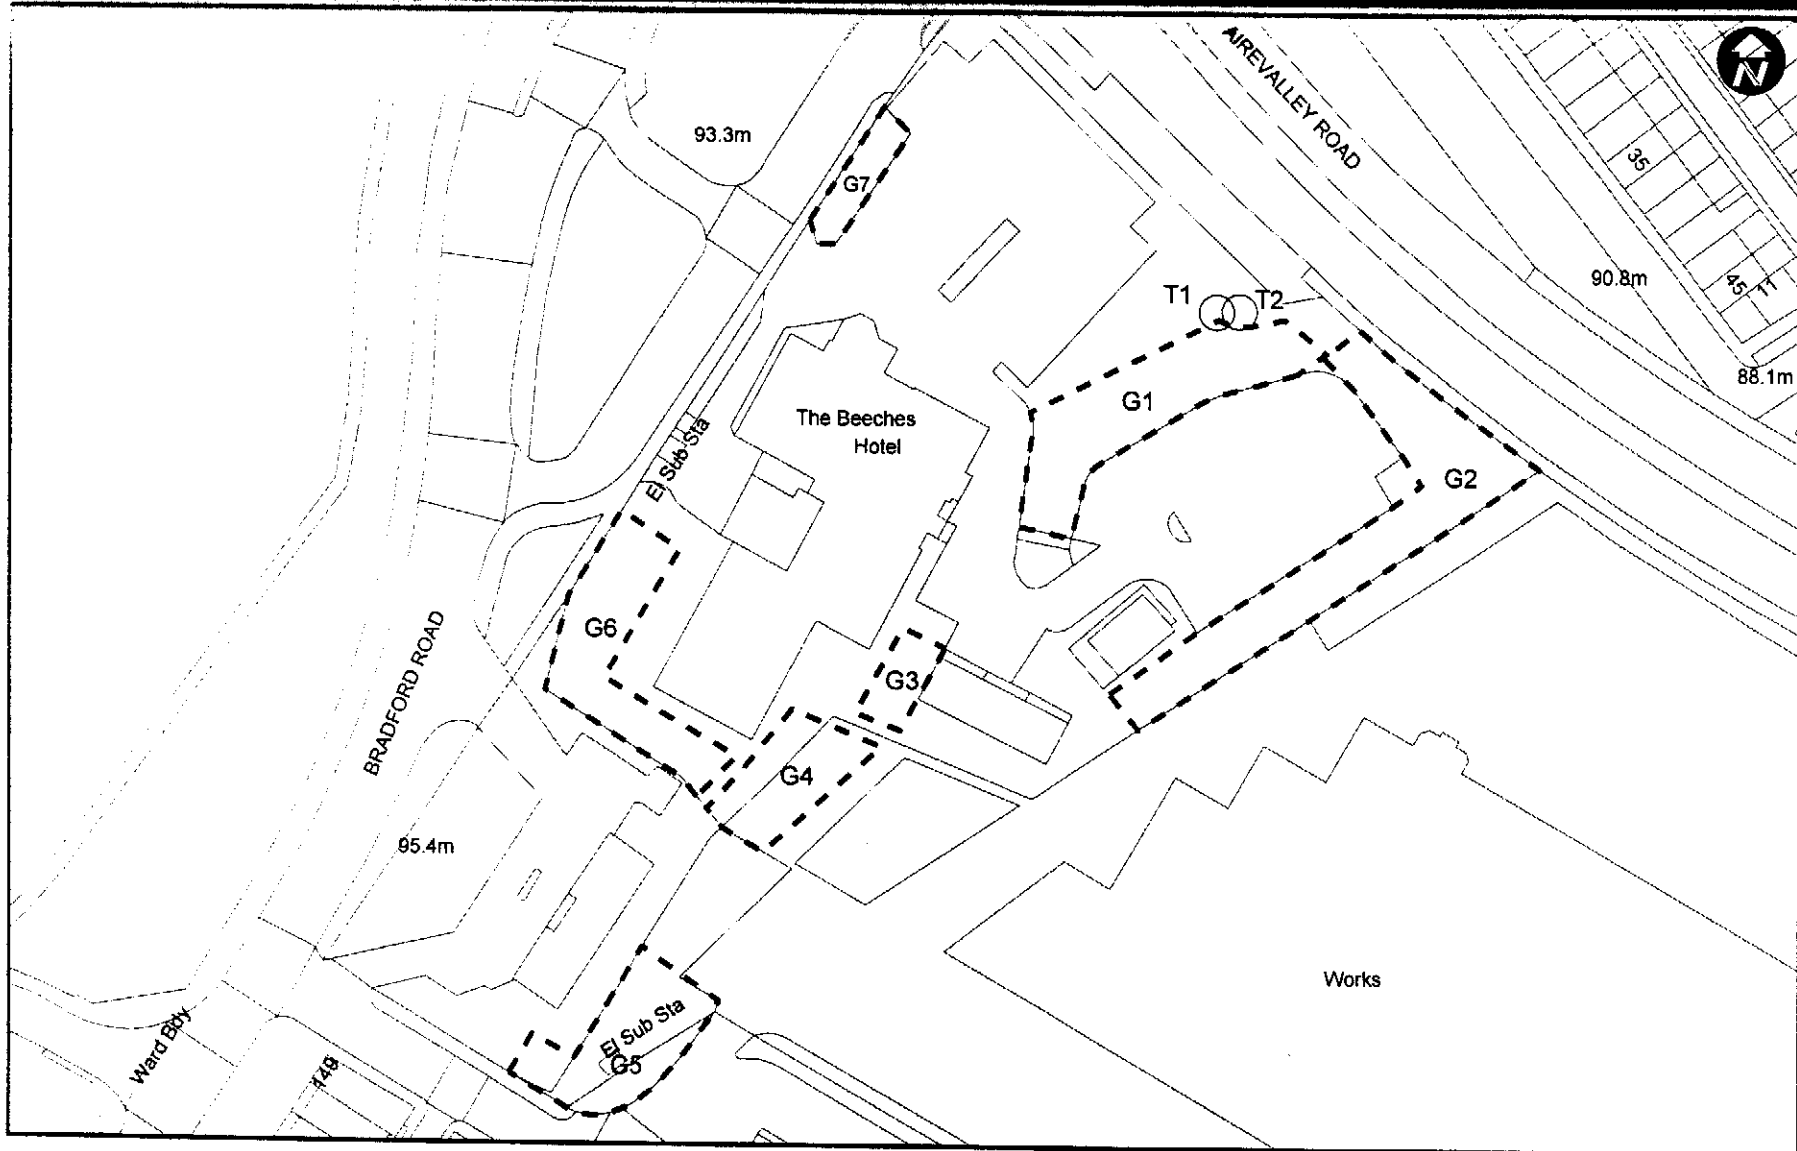 AIREVALLEY ROAD
N
93.3m
35
G7
90.8m
45
11
T1
T2
88.1m
G1
The Beeches
Hotel
El Sub Sta
G2
G6
BRADFORD ROAD
G3
G4
95.4m
Works
El Sub Sta
G5
Ward Bdy
149